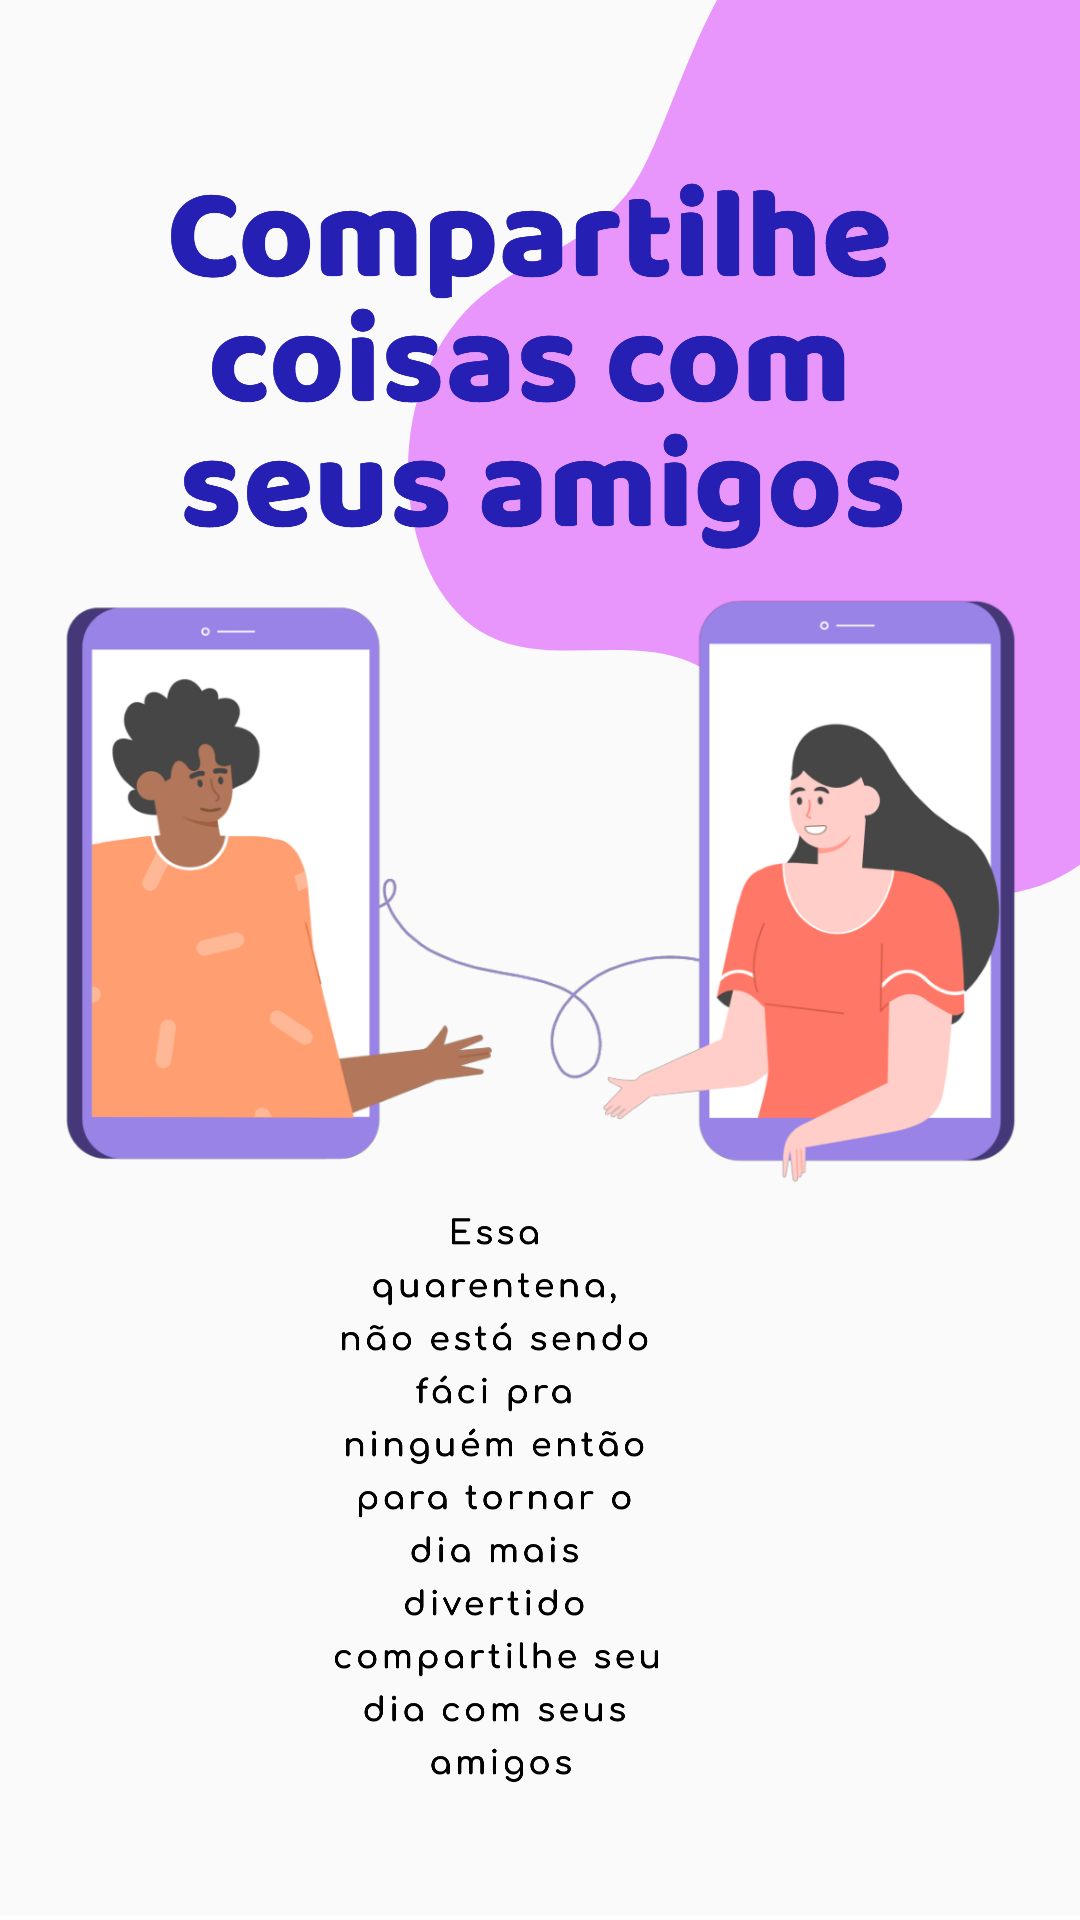 Compartilhe
coisas com
seus amigos
Essa
quarentena,
não está sendo
fáci pra
ninguém então
para tornar o
dia mais
divertido
compartilhe seu
dia com seus
amigos